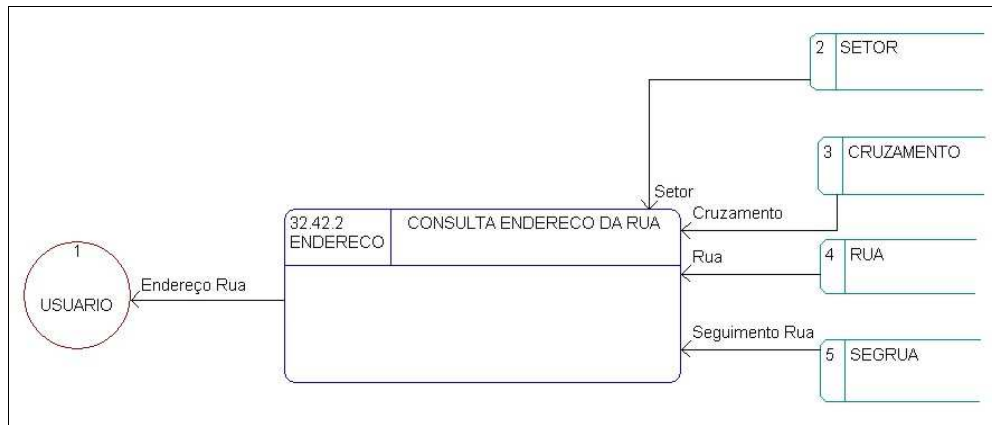 2 SETOR
3 CRUZAMENTO
Setor
Cruzamento
32.42.2
ENDERECO
CONSULTA ENDERECO DA RUA
1
USUARIO
Endereço Rua
Rua
4 RUA
Seguimento Rua
5 SEGRUA